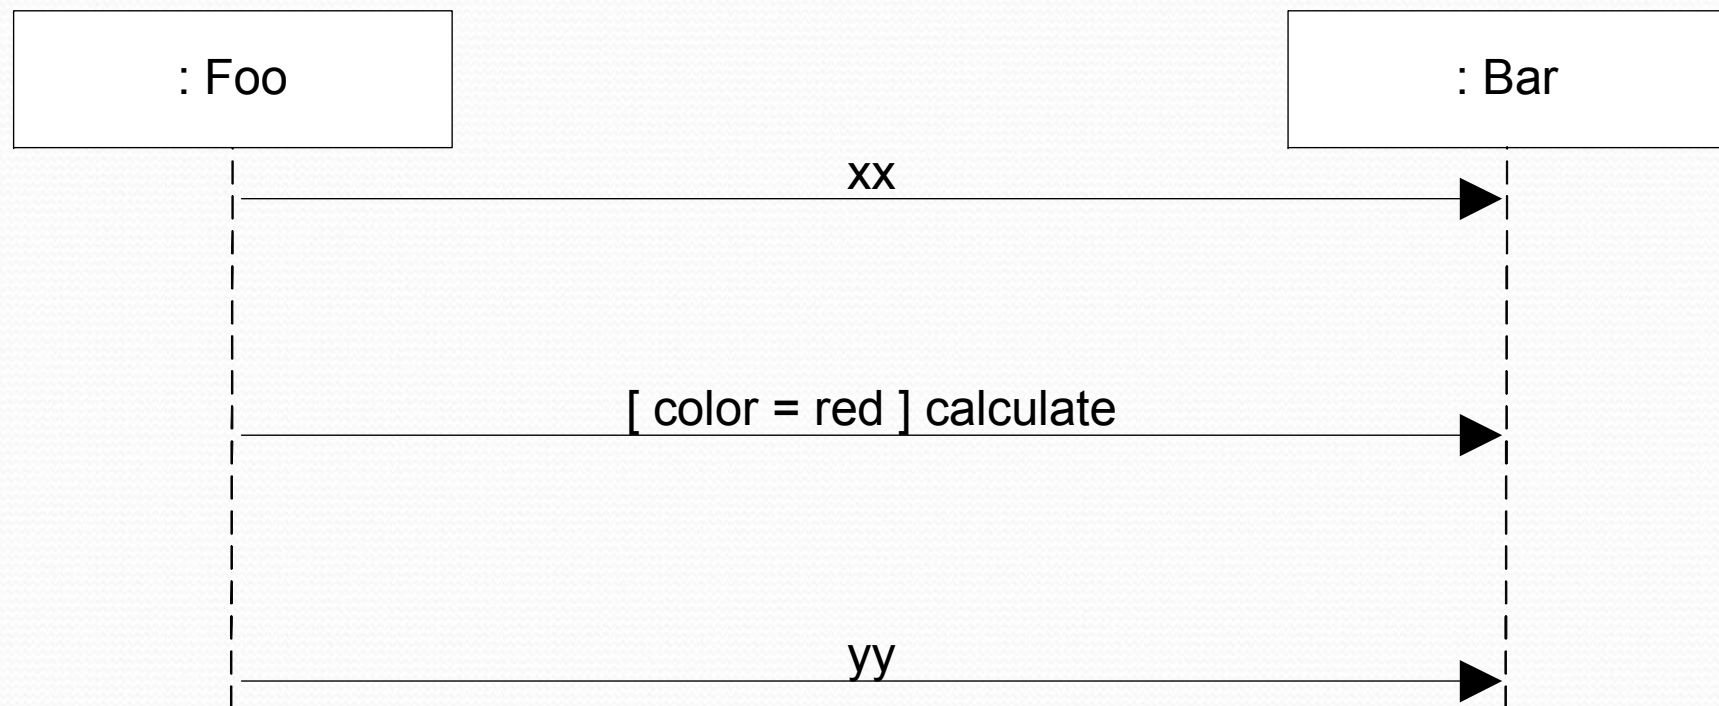 : Foo
: Bar
xx
[ color = red ] calculate
yy